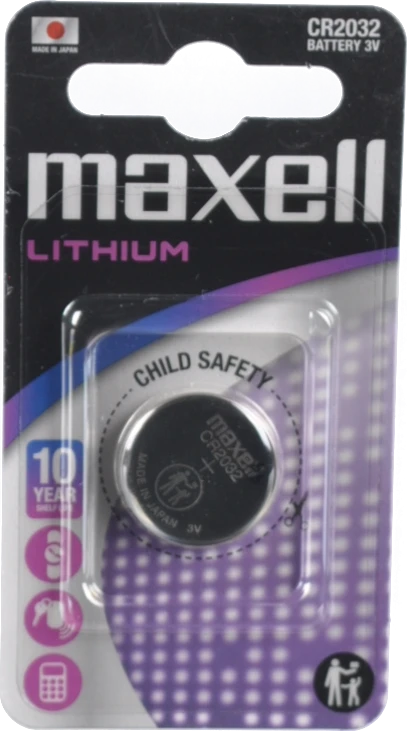 CR2032
BATTERY 3V
MADE IN JAPAN
maxell
LITHIUM
CHILD SAFETY
maxell
CR2032
+
MADE IN JAPAN 3V
10
YEAR